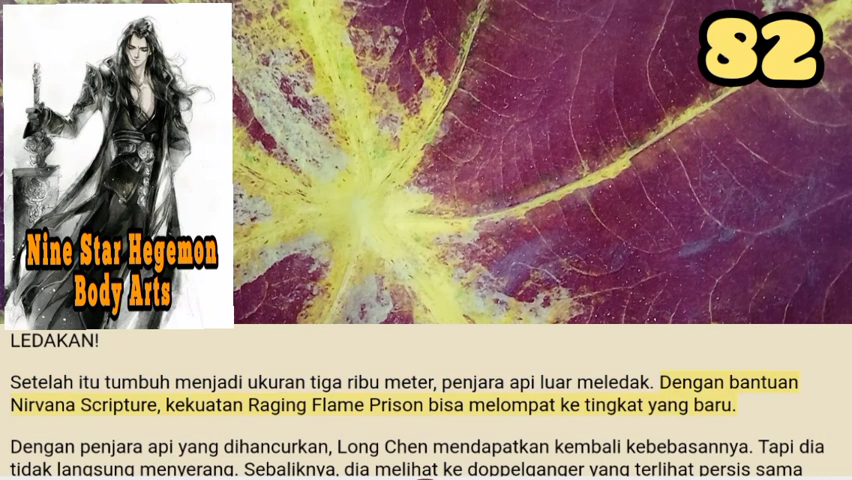 82
Nine Star Hegemon
Body Arts
LEDAKAN!
Setelah itu tumbuh menjadi ukuran tiga ribu meter, penjara api luar meledak. Dengan bantuan
Nirvana Scripture, kekuatan Raging Flame Prison bisa melompat ke tingkat yang baru.
Dengan penjara api yang dihancurkan, Long Chen mendapatkan kembali kebebasannya. Tapi dia
tidak langsung menyerang. Sebaliknya, dia melihat ke doppelganger yang terlihat persis sama